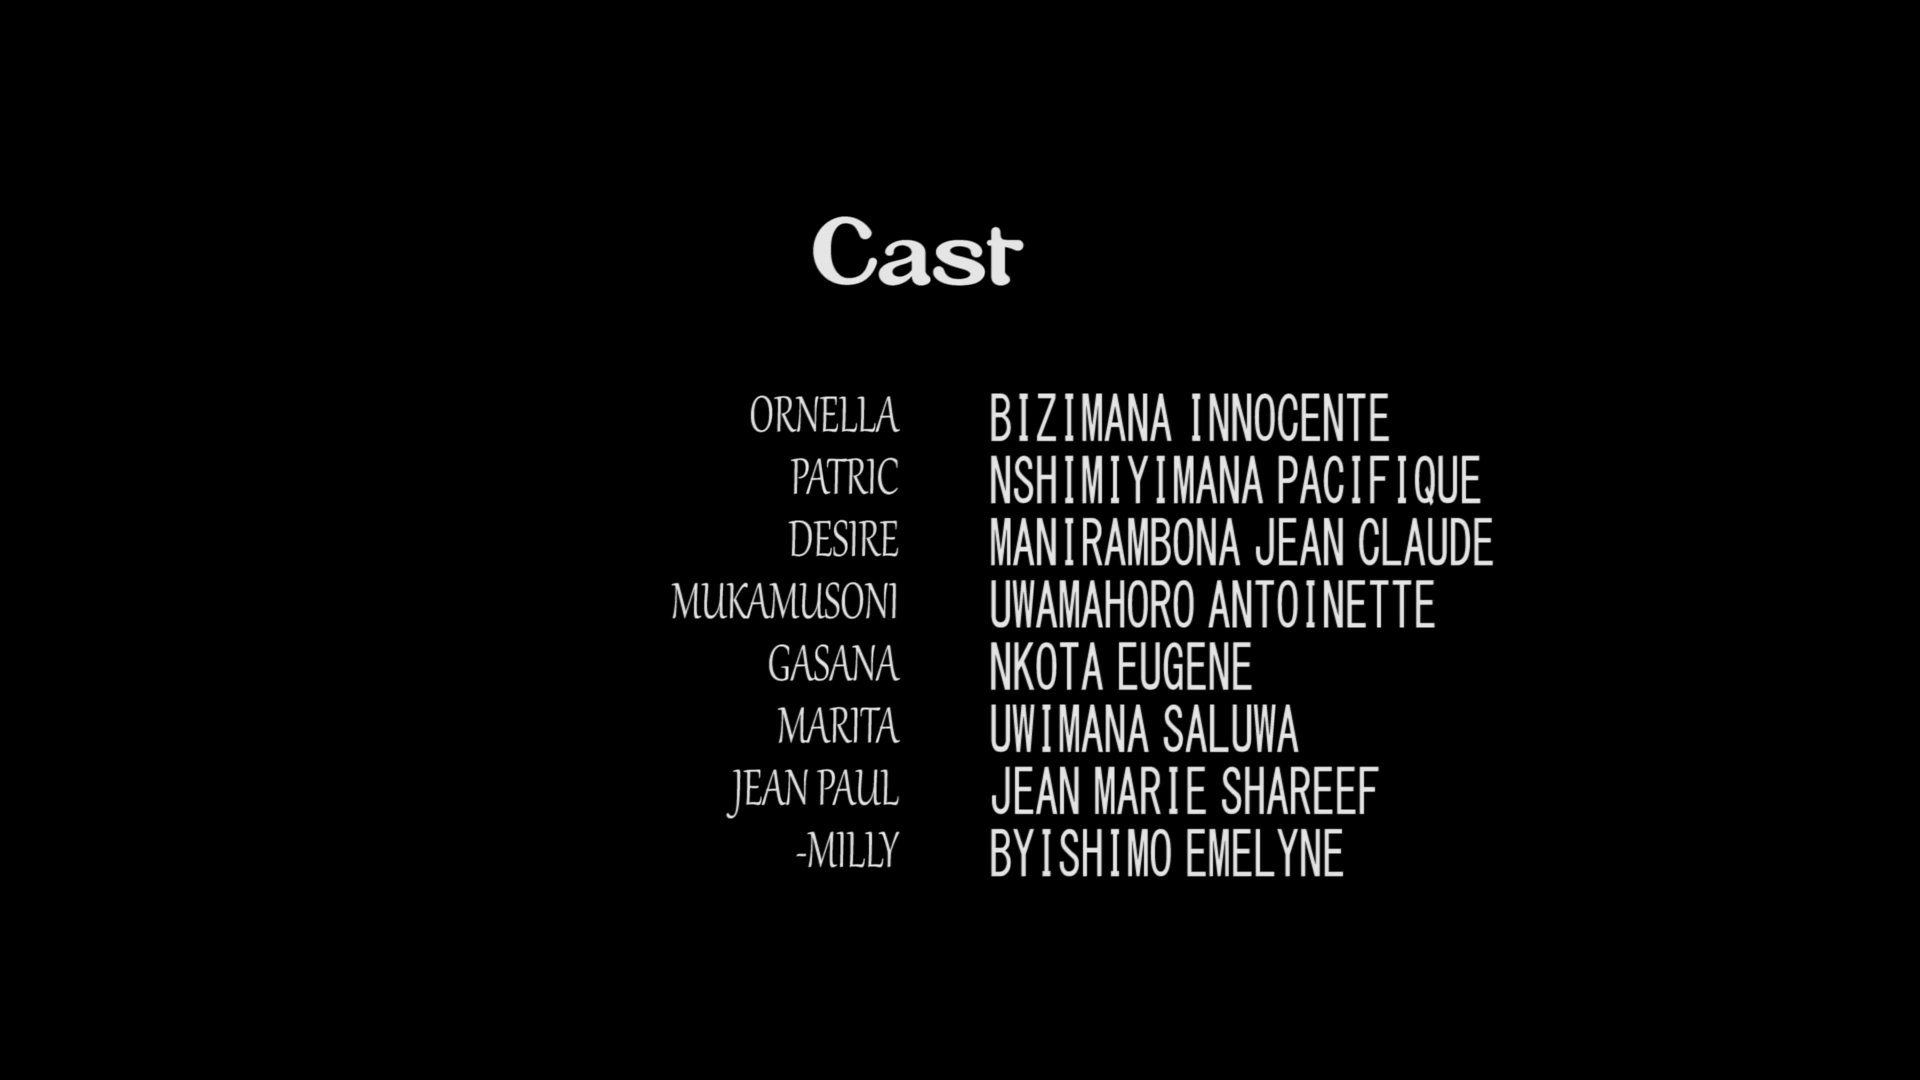 Cast
ORNELLA BIZIMANA INNOCENTE
PATRIC NSHIMIYIMANA PACIFIQUE
DESIRE MANIRAMBONA JEAN CLAUDE
MUKAMUSONI UWAMAHORO ANTOINETTE
GASANA NKOTA EUGENE
MARITA UWIMANA SALUWA
JEAN PAUL JEAN MARIE SHAREEF
-MILLY BYISHIMO EMELYNE